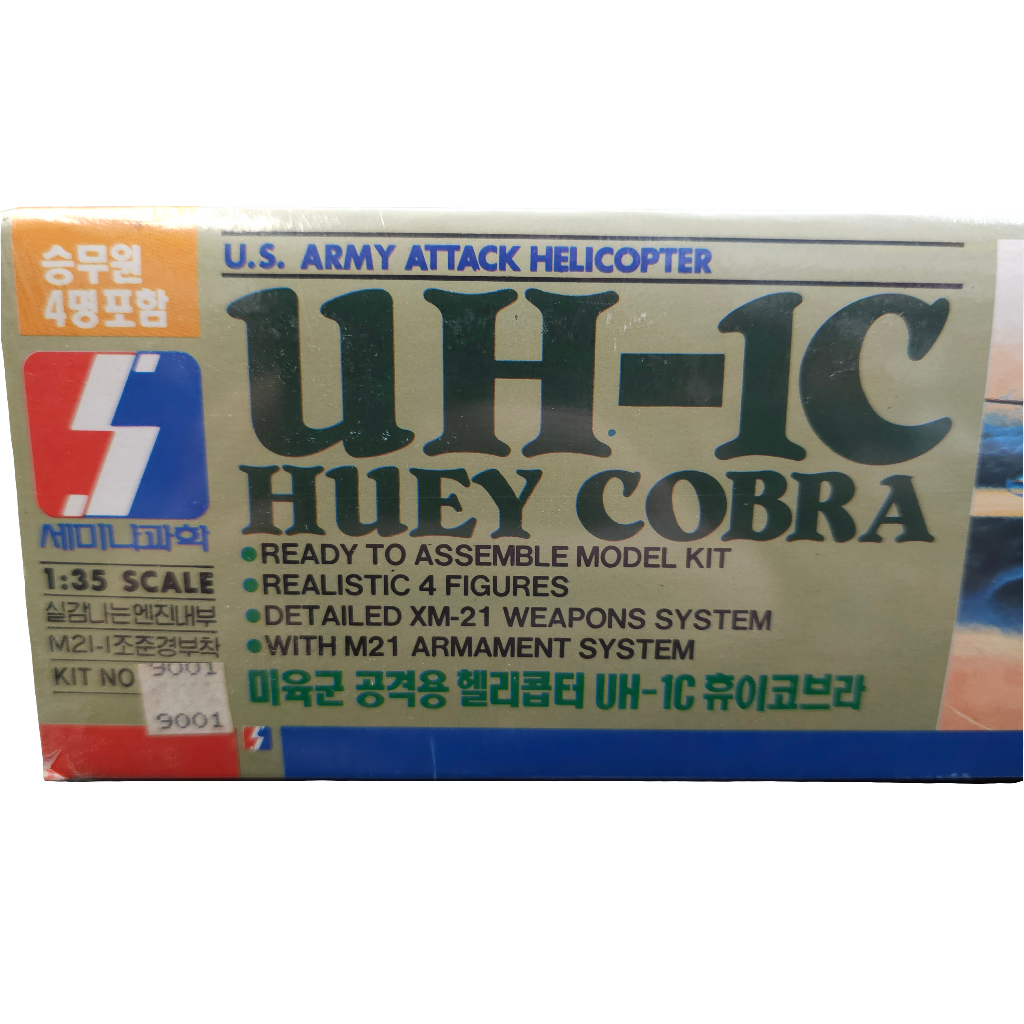 승무원
4명포함
세미나과학
1:35 SCALE
실감나는엔진내부
M21-1조준경부착
KIT NO 9001
9001
U.S. ARMY ATTACK HELICOPTER
UH-1C
HUEY COBRA
•READY TO ASSEMBLE MODEL KIT
•REALISTIC 4 FIGURES
•DETAILED XM-21 WEAPONS SYSTEM
•WITH M21 ARMAMENT SYSTEM
미육군 공격용 헬리콥터 UH-1C 휴이코브라